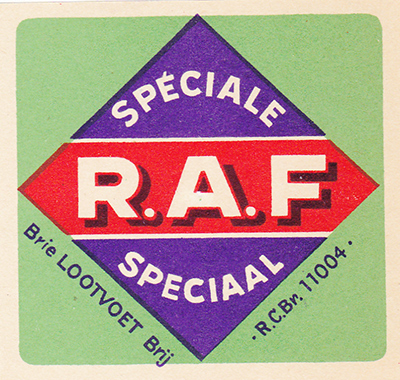 SPÉCIALE
R.A.F
SPECIAAL
Brie LOOTVOET Brij
· R.C.Br. 11004 ·